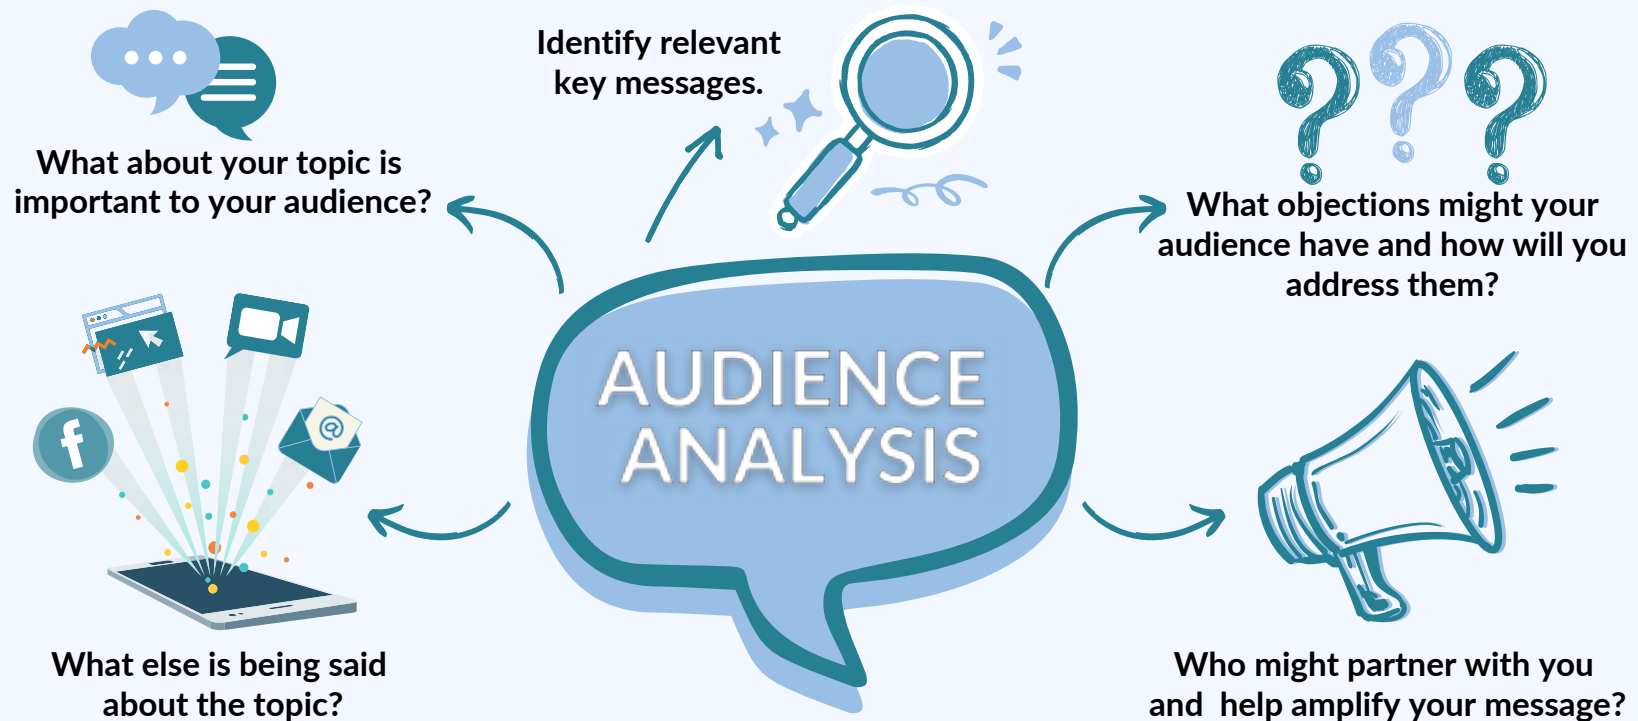 What about your topic is
important to your audience?
Identify relevant
key messages.
What objections might your
audience have and how will you
address them?
AUDIENCE
ANALYSIS
f
@
What else is being said
about the topic?
Who might partner with you
and  help amplify your message?